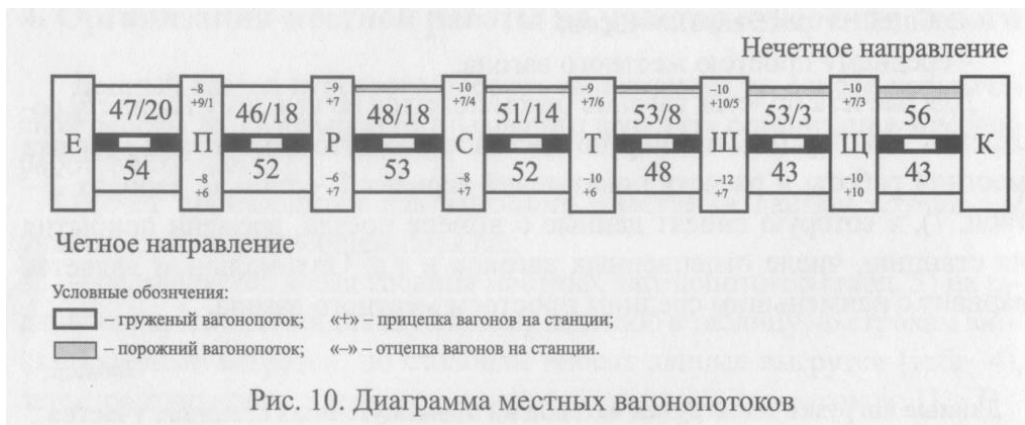 Нечетное направление
–8 –9 –10 –9 –10 –10
+9/1 +7 +7/4 +7/6 +10/5 +7/3
47/20 46/18 48/18 51/14 53/8 53/3 56
Е П Р С Т Ш Щ К
54 52 53 52 48 43 43
–8 –6 –8 –10 –12 –10
+6 +7 +7 +6 +7 +10
Четное направление
Условные обозначения:
– груженый вагонопоток; «+» – прицепка вагонов на станции;
– порожний вагонопоток; «–» – отцепка вагонов на станции.
Рис. 10. Диаграмма местных вагонопотоков